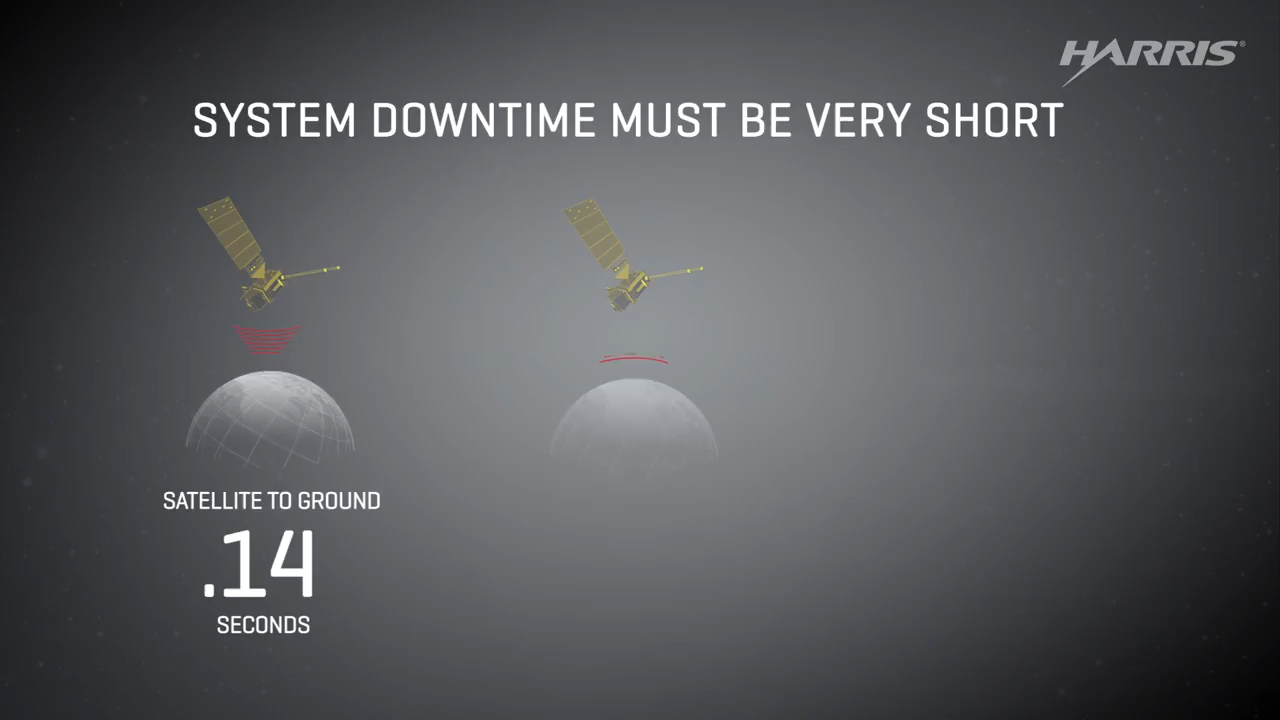 HARRIS®
SYSTEM DOWNTIME MUST BE VERY SHORT
SATELLITE TO GROUND
.14
SECONDS